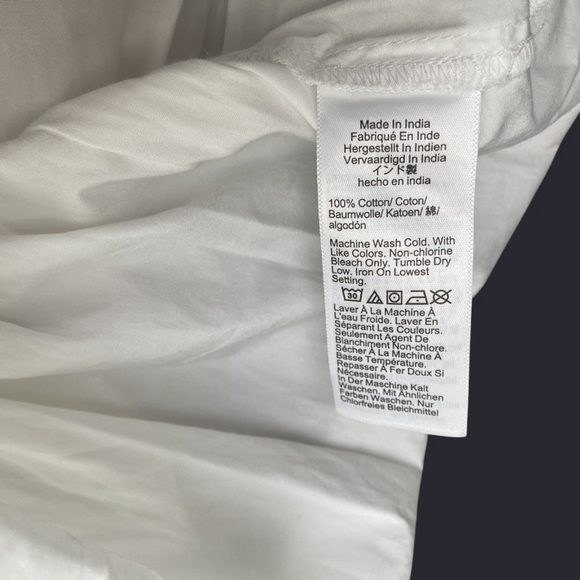 Made In India
Fabriqué En Inde
Hergestellt In Indien
Vervaardigd In India
インド製
hecho en india
100% Cotton/ Coton/
Baumwolle/ Katoen/ 綿/
algodón
Machine Wash Cold. With
Like Colors. Non-chlorine
Bleach Only. Tumble Dry
Low. Iron On Lowest
Setting.
30
Laver À La Machine À
L'eau Froide. Laver En
Séparant Les Couleurs.
Seulement Agent De
Blanchiment Non-chlore.
Sécher À La Machine À
Basse Température.
Repasser À Fer Doux Si
Nécessaire.
In Der Maschine Kalt
Waschen. Mit Ähnlichen
Farben Waschen. Nur
Chlorfreies Bleichmittel